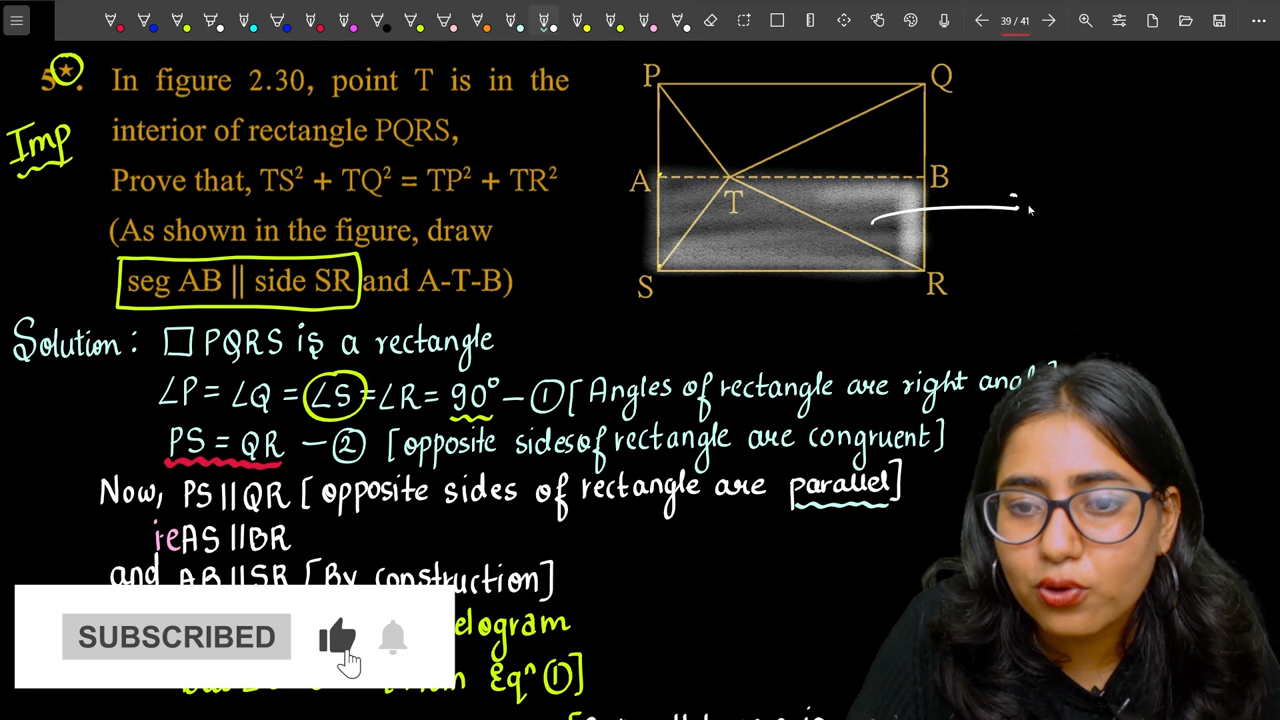 39 / 41
5*. In figure 2.30, point T is in the
interior of rectangle PQRS,
Imp
Prove that, TS² + TQ² = TP² + TR²
(As shown in the figure, draw
seg AB || side SR and A-T-B)
P Q
A B
T
S R
Solution: □ PQRS is a rectangle
∠P = ∠Q = ∠S = ∠R = 90° — ① [Angles of rectangle are right
PS = QR — ② [opposite sides of rectangle are congruent]
Now, PS || QR [opposite sides of rectangle are parallel]
ie AS || BR
and AB || SR [By construction]
SUBSCRIBED
Eqⁿ ①]